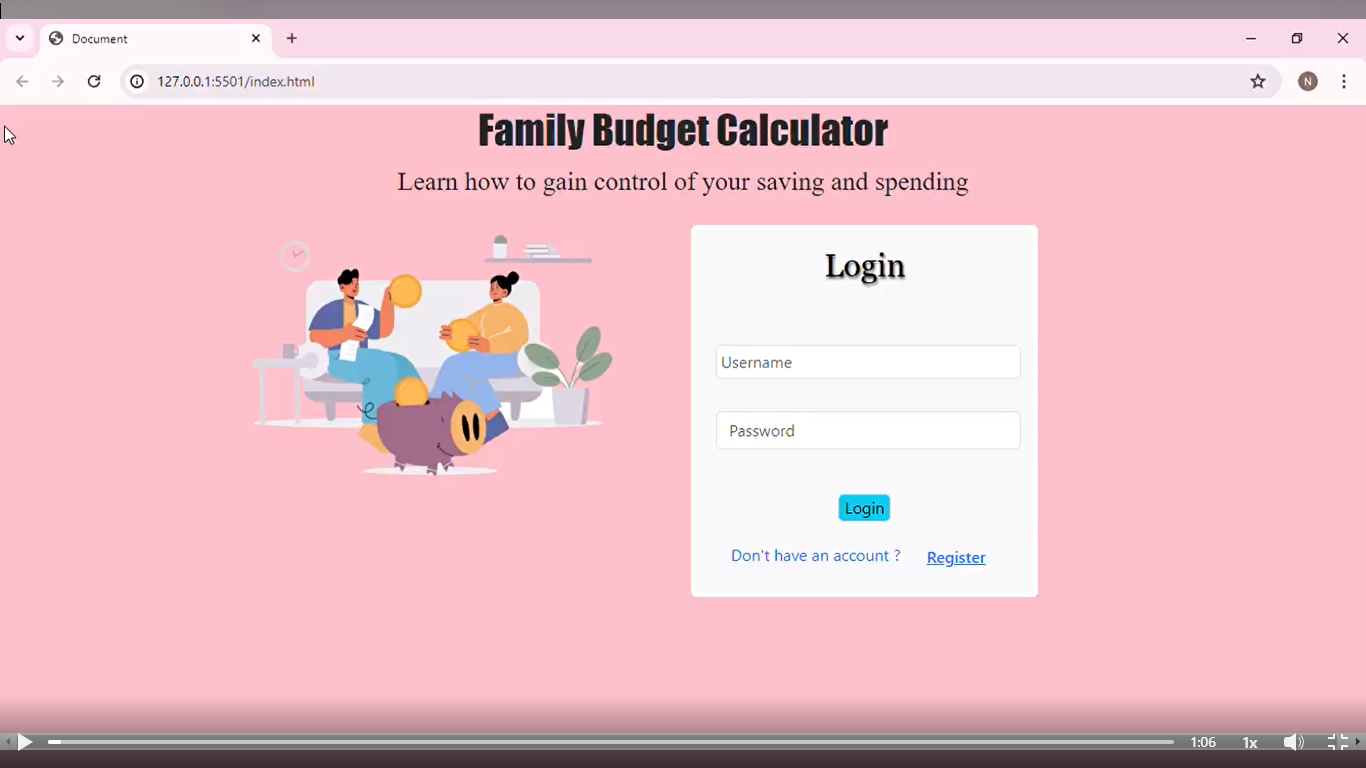 Document
127.0.0.1:5501/index.html
N
Family Budget Calculator
Learn how to gain control of your saving and spending
Login
Username
Password
Login
Don't have an account ? Register
1:06 1x